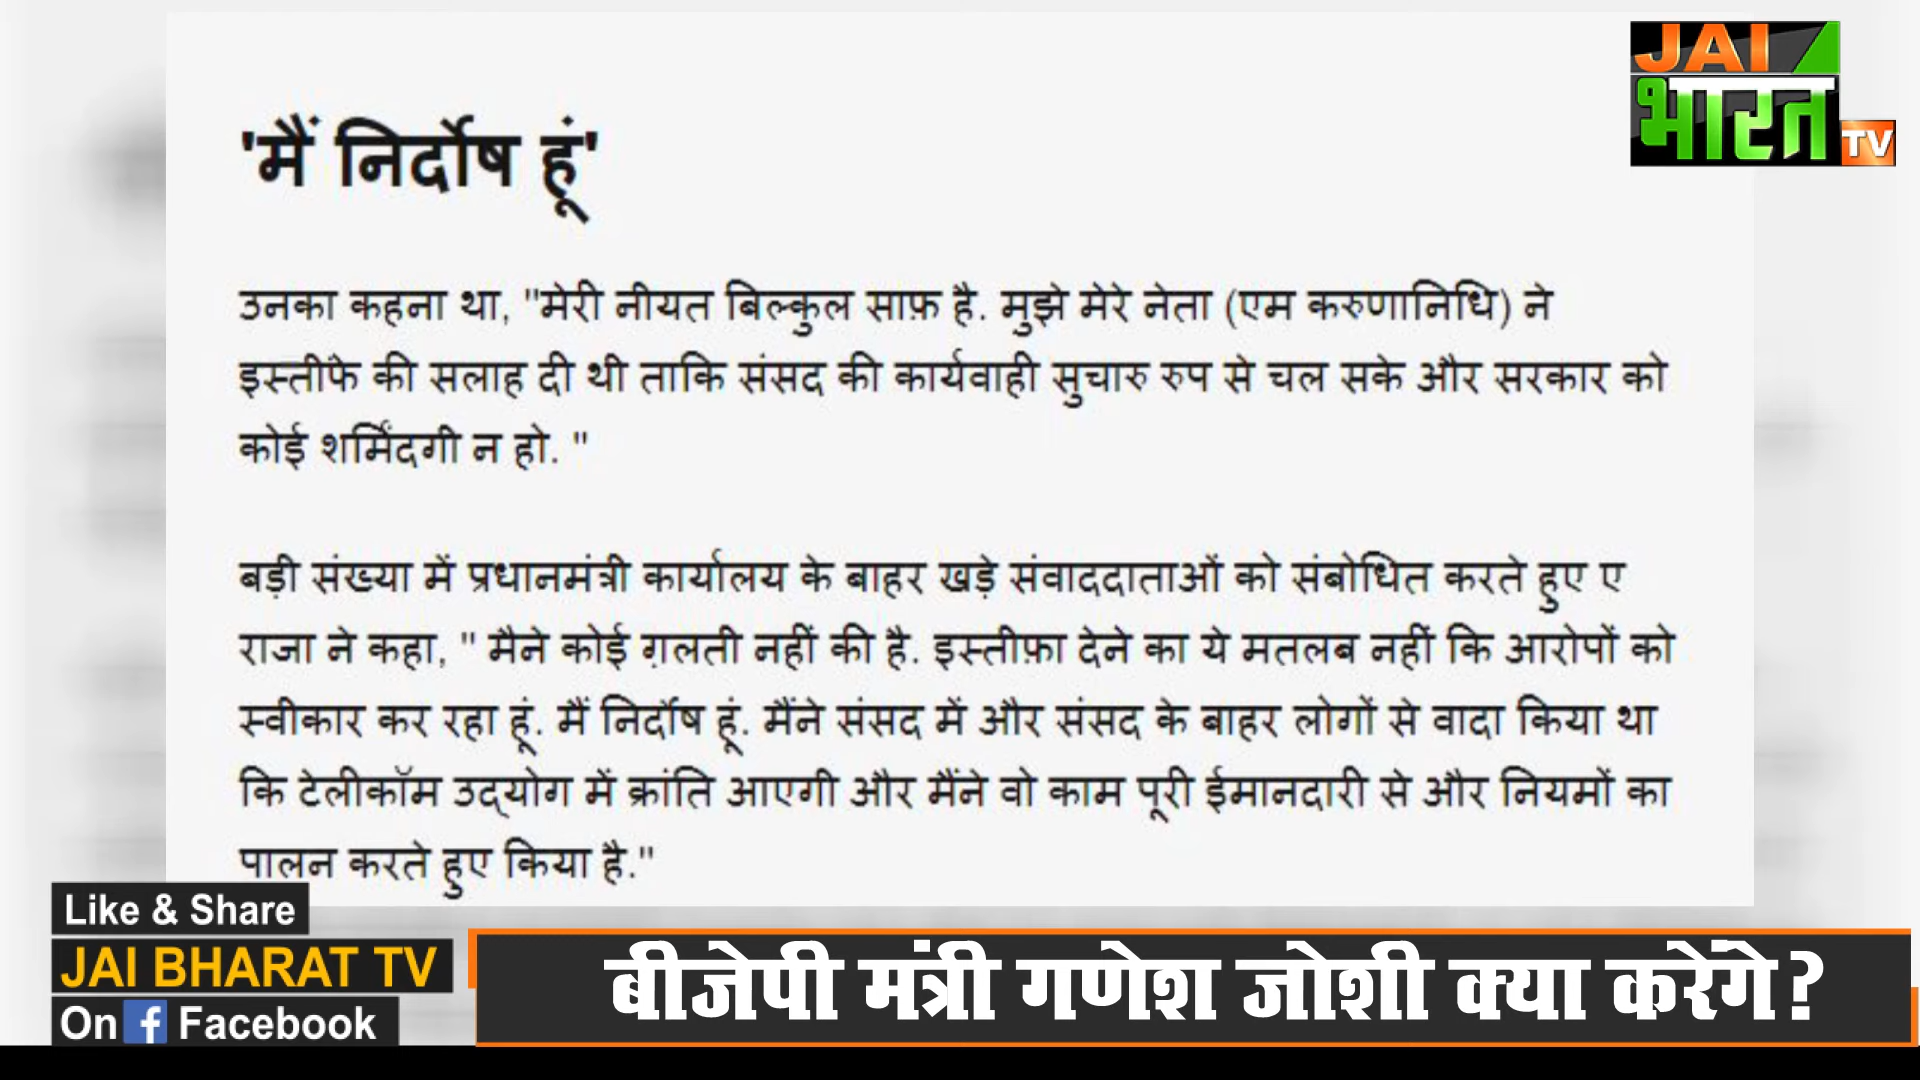 JAI
भारत
TV
'मैं निर्दोष हूं'
उनका कहना था, "मेरी नीयत बिल्कुल साफ़ है. मुझे मेरे नेता (एम करुणानिधि) ने
इस्तीफे की सलाह दी थी ताकि संसद की कार्यवाही सुचारु रुप से चल सके और सरकार को
कोई शर्मिंदगी न हो. "
बड़ी संख्या में प्रधानमंत्री कार्यालय के बाहर खड़े संवाददाताओं को संबोधित करते हुए ए
राजा ने कहा, " मैने कोई ग़लती नहीं की है. इस्तीफ़ा देने का ये मतलब नहीं कि आरोपों को
स्वीकार कर रहा हूं. मैं निर्दोष हूं. मैंने संसद में और संसद के बाहर लोगों से वादा किया था
कि टेलीकॉम उद्योग में क्रांति आएगी और मैंने वो काम पूरी ईमानदारी से और नियमों का
पालन करते हुए किया है."
Like & Share
JAI BHARAT TV
On f Facebook
बीजेपी मंत्री गणेश जोशी क्या करेंगे?